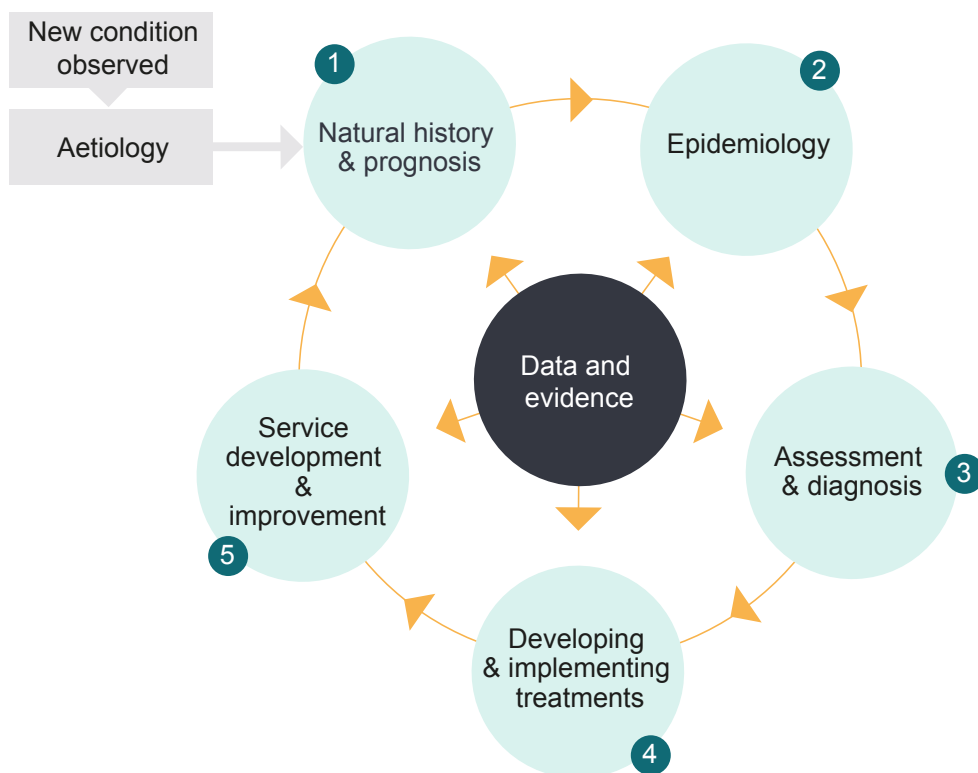 New condition
observed
Aetiology
1
Natural history
& prognosis
2
Epidemiology
Data and
evidence
3
Assessment
& diagnosis
4
Developing
& implementing
treatments
5
Service
development
&
improvement